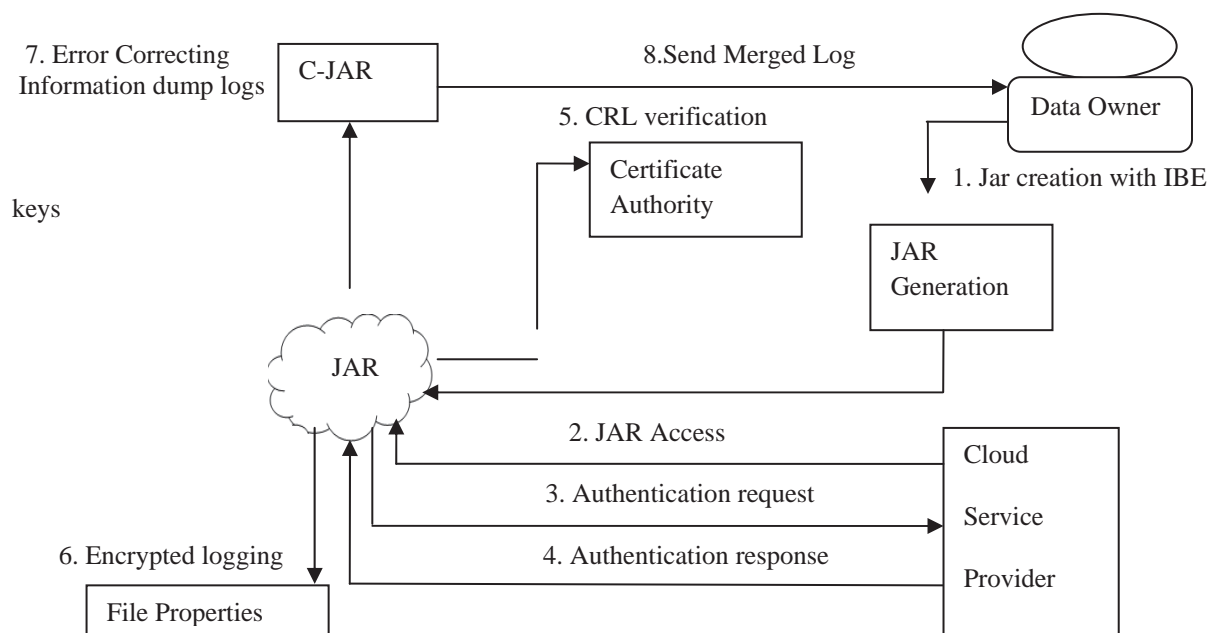 7. Error Correcting
Information dump logs
C-JAR
8.Send Merged Log
Data Owner
5. CRL verification
Certificate
Authority
1. Jar creation with IBE
keys
JAR
Generation
JAR
2. JAR Access
Cloud
3. Authentication request
Service
6. Encrypted logging
4. Authentication response
Provider
File Properties